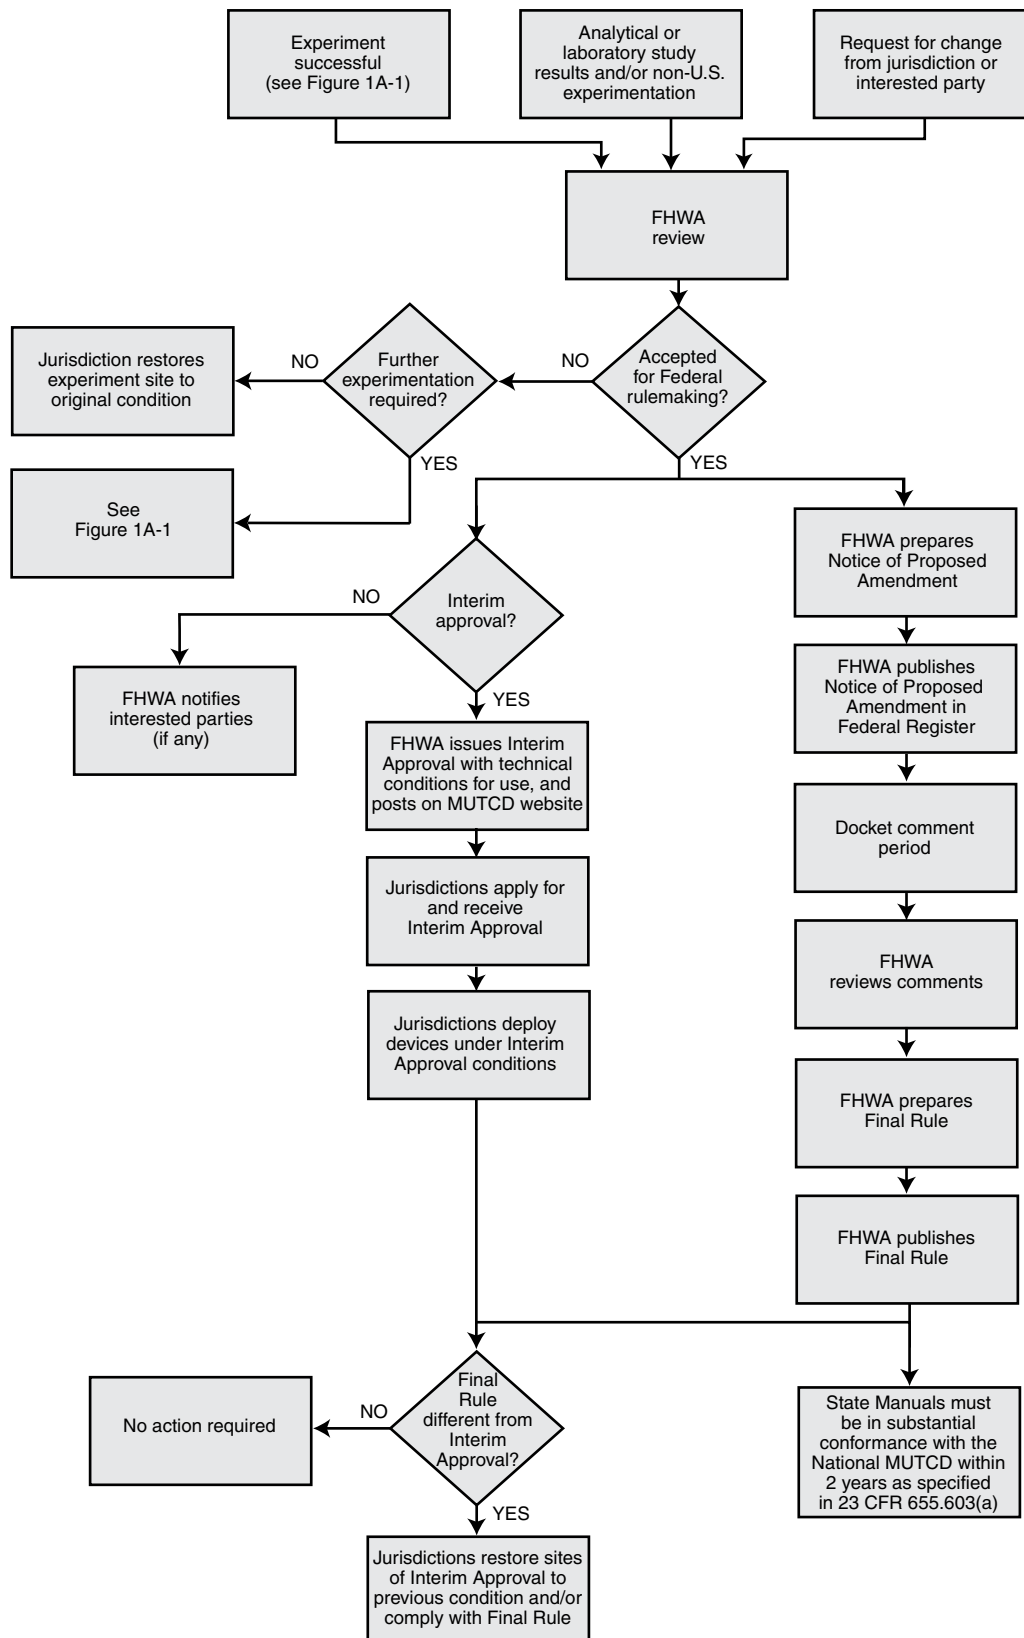 Experiment
successful
(see Figure 1A-1)
Analytical or
laboratory study
results and/or non-U.S.
experimentation
Request for change
from jurisdiction or
interested party
FHWA
review
Accepted
for Federal
rulemaking?
NO
YES
Further
experimentation
required?
NO
YES
Jurisdiction restores
experiment site to
original condition
See
Figure 1A-1
Interim
approval?
NO
YES
FHWA notifies
interested parties
(if any)
FHWA issues Interim
Approval with technical
conditions for use, and
posts on MUTCD website
Jurisdictions apply for
and receive
Interim Approval
Jurisdictions deploy
devices under Interim
Approval conditions
FHWA prepares
Notice of Proposed
Amendment
FHWA publishes
Notice of Proposed
Amendment in
Federal Register
Docket comment
period
FHWA
reviews comments
FHWA prepares
Final Rule
FHWA publishes
Final Rule
Final
Rule
different from
Interim
Approval?
NO
YES
No action required
Jurisdictions restore sites
of Interim Approval to
previous condition and/or
comply with Final Rule
State Manuals must
be in substantial
conformance with the
National MUTCD within
2 years as specified
in 23 CFR 655.603(a)